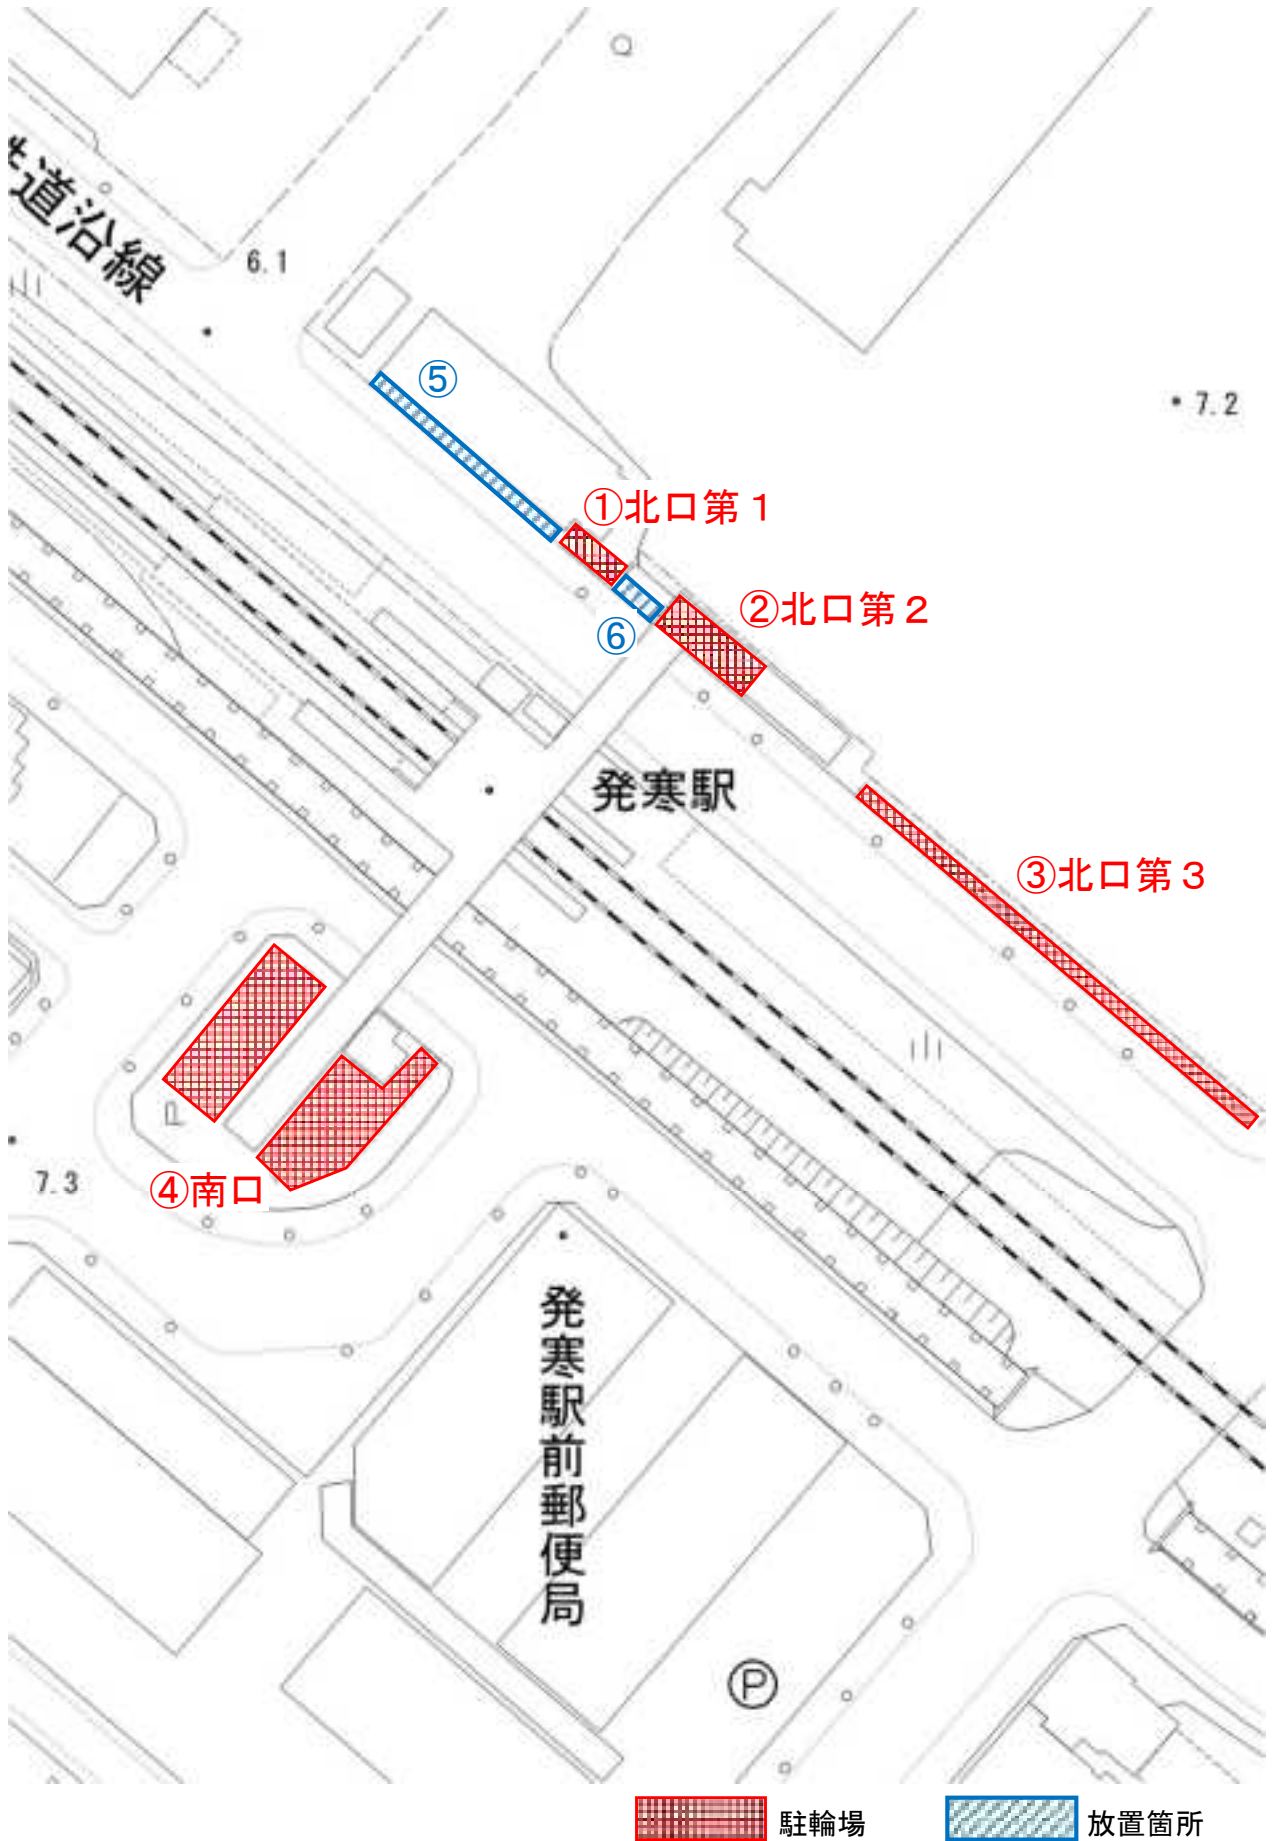 道沿線
6.1
⑤
7.2
①北口第１
②北口第２
⑥
発寒駅
③北口第３
7.3
④南口
発寒駅前郵便局
P
駐輪場
放置箇所